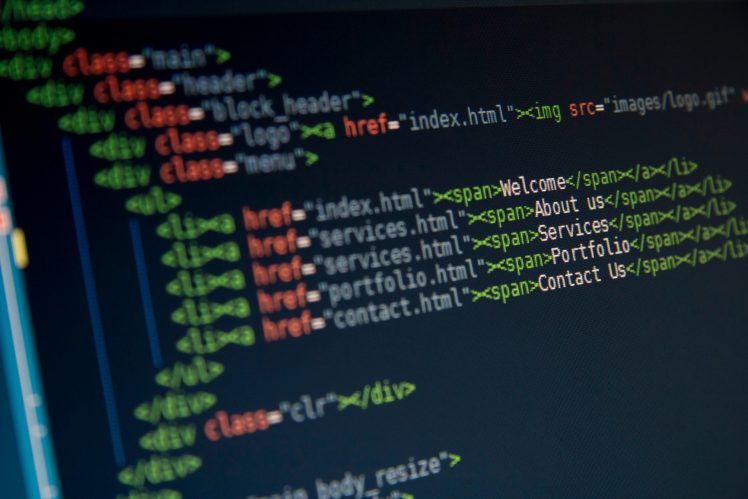 </head>
<body>
<div class="main">
<div class="header">
<div class="block_header">
<div class="logo"><a href="index.html"><img src="images/logo.gif"
<div class="menu">
<ul>
<li><a href="index.html"><span>Welcome</span></a></li>
<li><a href="services.html"><span>About us</span></a></li>
<li><a href="services.html"><span>Services</span></a></li>
<li><a href="portfolio.html"><span>Portfolio</span></a></li>
<li><a href="contact.html"><span>Contact Us</span></a></li>
</ul>
</div>
<div class="clr"></div>
</div>
body_resize">